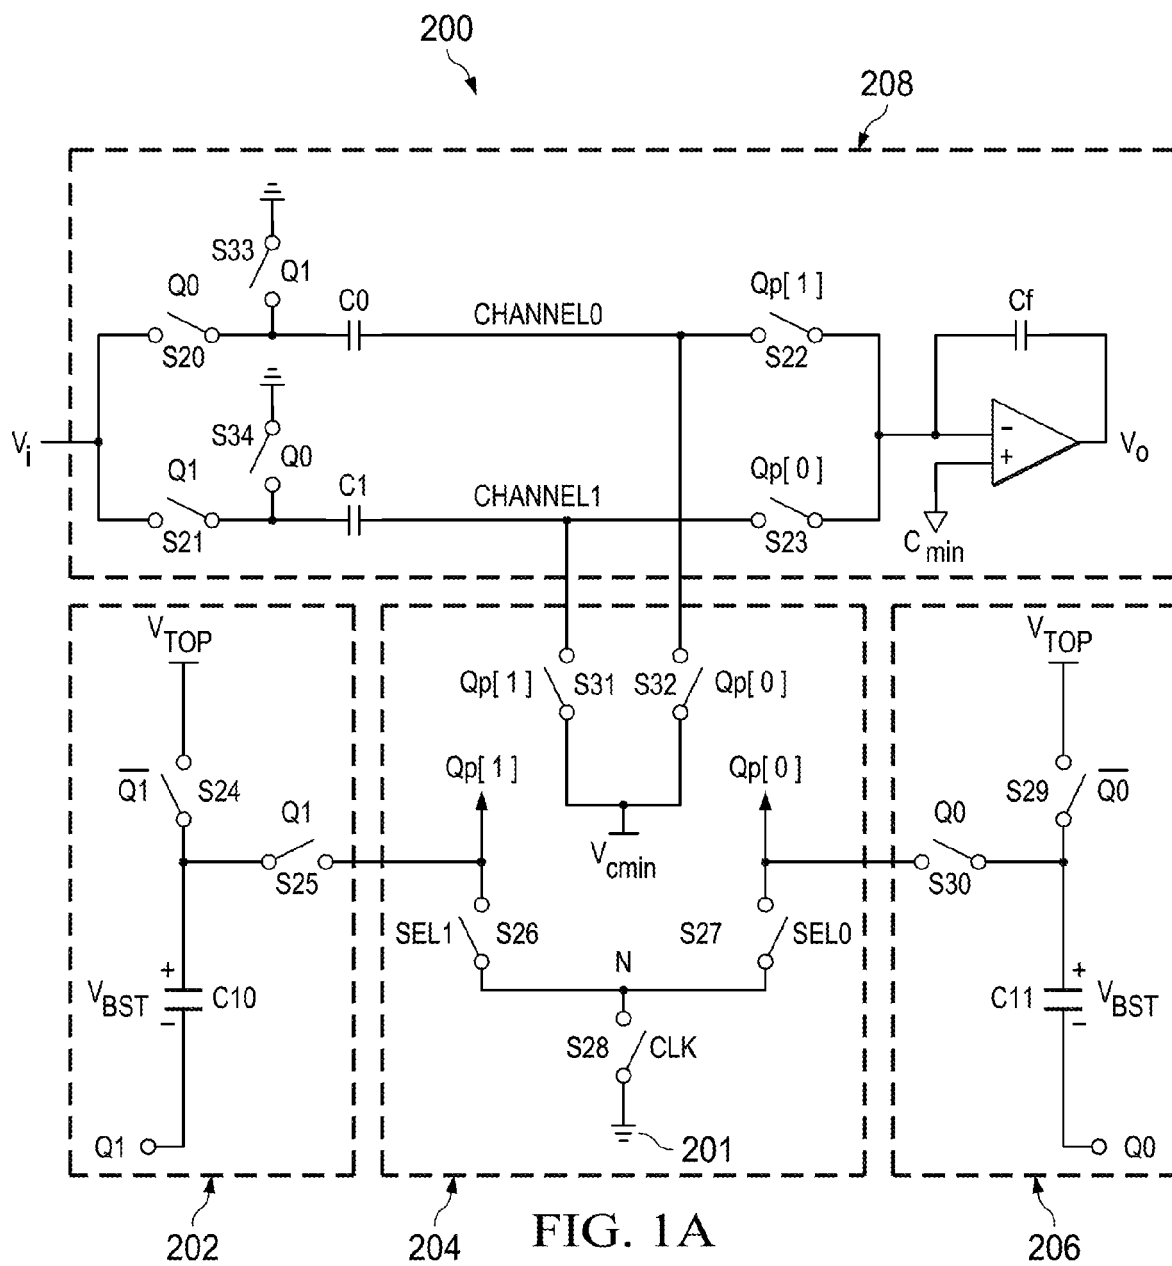 200
208
S33
Q1
Q0
C0
CHANNEL0
Qp[1]
Cf
S20
S22
S34
Q0
Vi
Q1
C1
CHANNEL1
Qp[0]
-
+
Vo
S21
S23
Cmin
VTOP
VTOP
Qp[1]
S31
S32
Qp[0]
Q1
S24
Qp[1]
Qp[0]
S29
Q0
Q1
Q0
S25
Vcmin
S30
SEL1
S26
S27
SEL0
N
+
VBST
-
C10
C11
+
VBST
-
S28
CLK
201
Q1
Q0
202
204
FIG. 1A
206